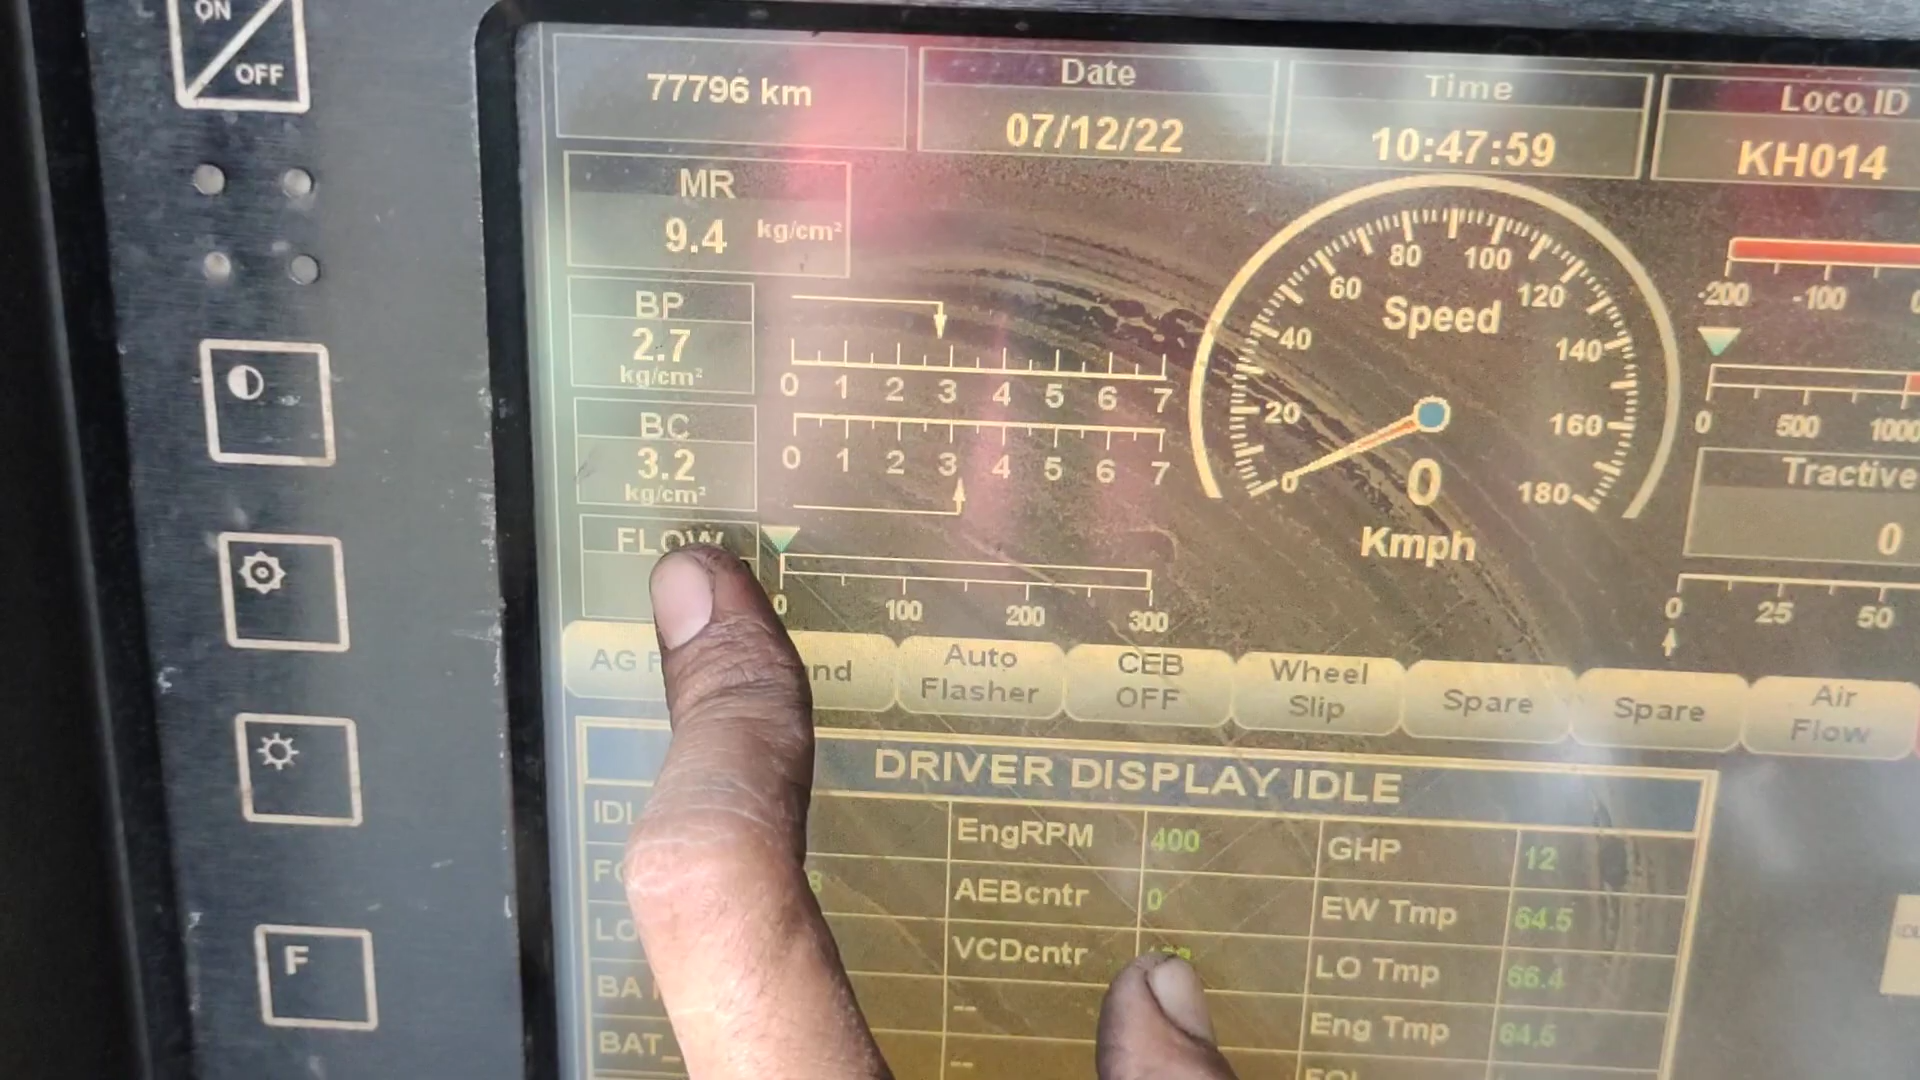 ON
OFF
77796 km
Date
07/12/22
Time
10:47:59
Loco ID
KH014
MR
9.4 kg/cm²
BP
2.7
kg/cm²
0 1 2 3 4 5 6 7
BC
3.2
kg/cm²
0 1 2 3 4 5 6 7
FLOW
0 100 200 300
0 20 40 60 80 100 120 140 160 180
Speed
0
Kmph
-200 -100
0 500 1000
Tractive
0
0 25 50
AG
Auto
Flasher
CEB
OFF
Wheel
Slip
Spare
Spare
Air
Flow
DRIVER DISPLAY IDLE
EngRPM 400 GHP 12
AEBcntr 0 EW Tmp 64.5
VCDcntr LO Tmp 66.4
-- Eng Tmp 64.5
BAT_ --
F